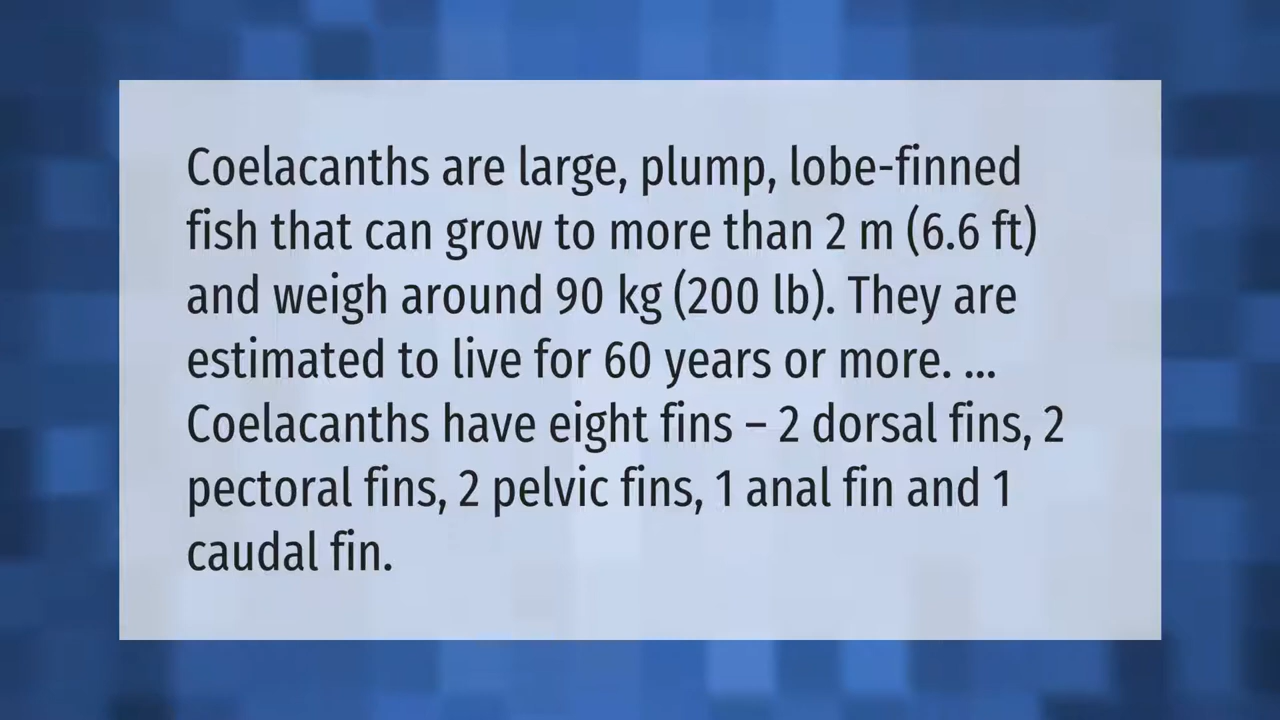 Coelacanths are large, plump, lobe-finned
fish that can grow to more than 2 m (6.6 ft)
and weigh around 90 kg (200 lb). They are
estimated to live for 60 years or more. ...
Coelacanths have eight fins – 2 dorsal fins, 2
pectoral fins, 2 pelvic fins, 1 anal fin and 1
caudal fin.